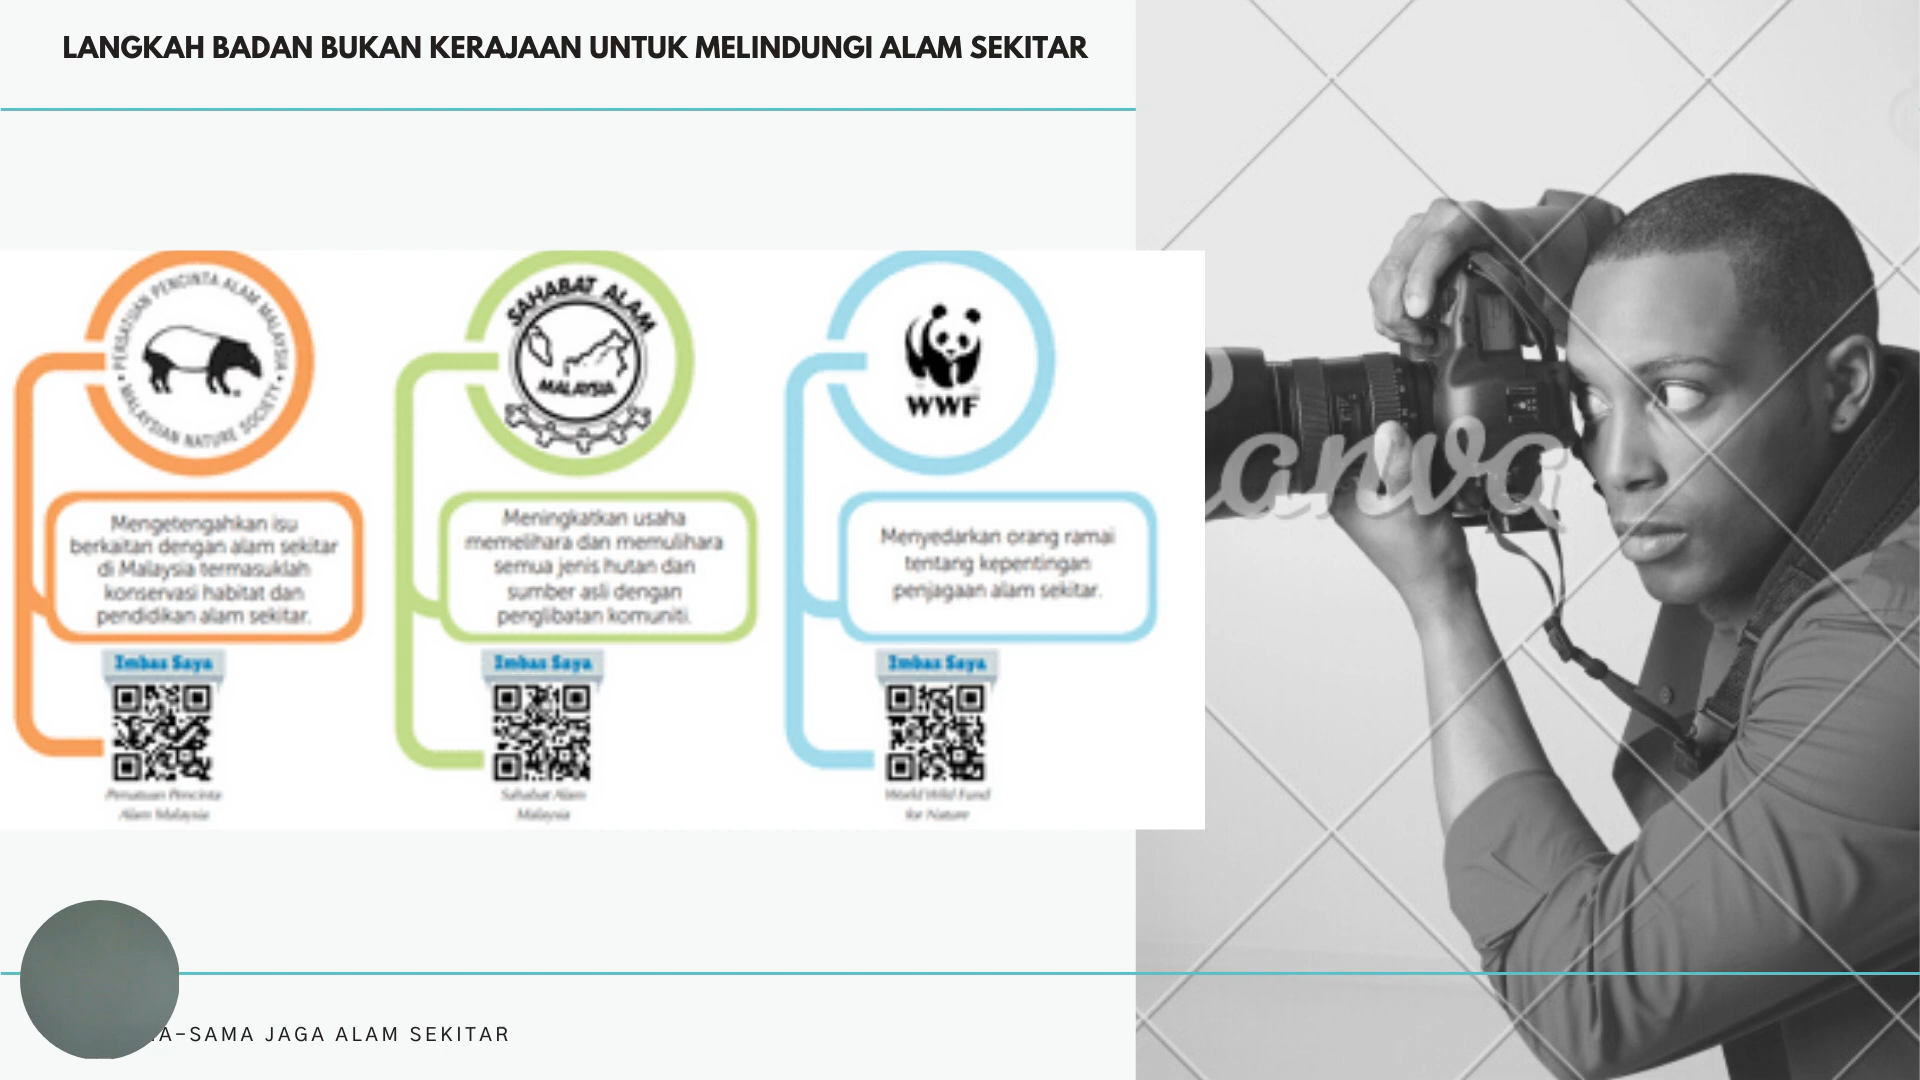 LANGKAH BADAN BUKAN KERAJAAN UNTUK MELINDUNGI ALAM SEKITAR
• PERSATUAN PENCINTA ALAM MALAYSIA •
MALAYSIAN NATURE SOCIETY
Mengetengahkan isu
berkaitan dengan alam sekitar
di Malaysia termasuklah
konservasi habitat dan
pendidikan alam sekitar.
Imbas Saya
Persatuan Pencinta
Alam Malaysia
SAHABAT ALAM
MALAYSIA
Meningkatkan usaha
memelihara dan memulihara
semua jenis hutan dan
sumber asli dengan
penglibatan komuniti.
Imbas Saya
Sahabat Alam
Malaysia
WWF
Menyedarkan orang ramai
tentang kepentingan
penjagaan alam sekitar.
Imbas Saya
World Wild Fund
for Nature
Canva
A-SAMA JAGA ALAM SEKITAR